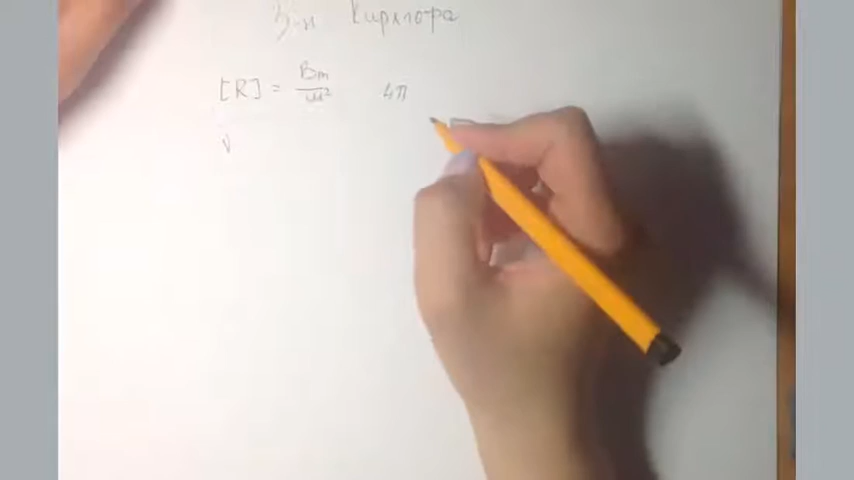 З-н Кирхгофа
[R] = Вт/м² 4π
ν